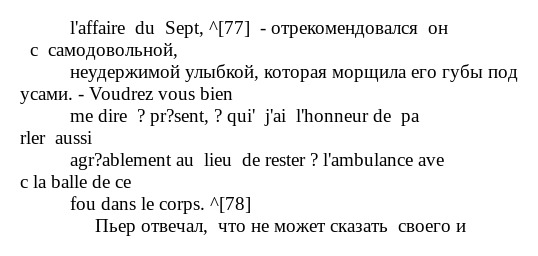 l'affaire du Sept, ^[77] - отрекомендовался он
с самодовольной,
неудержимой улыбкой, которая морщила его губы под
усами. - Voudrez vous bien
me dire ? pr?sent, ? qui' j'ai l'honneur de pa
rler aussi
agr?ablement au lieu de rester ? l'ambulance ave
c la balle de ce
fou dans le corps. ^[78]
Пьер отвечал, что не может сказать своего и